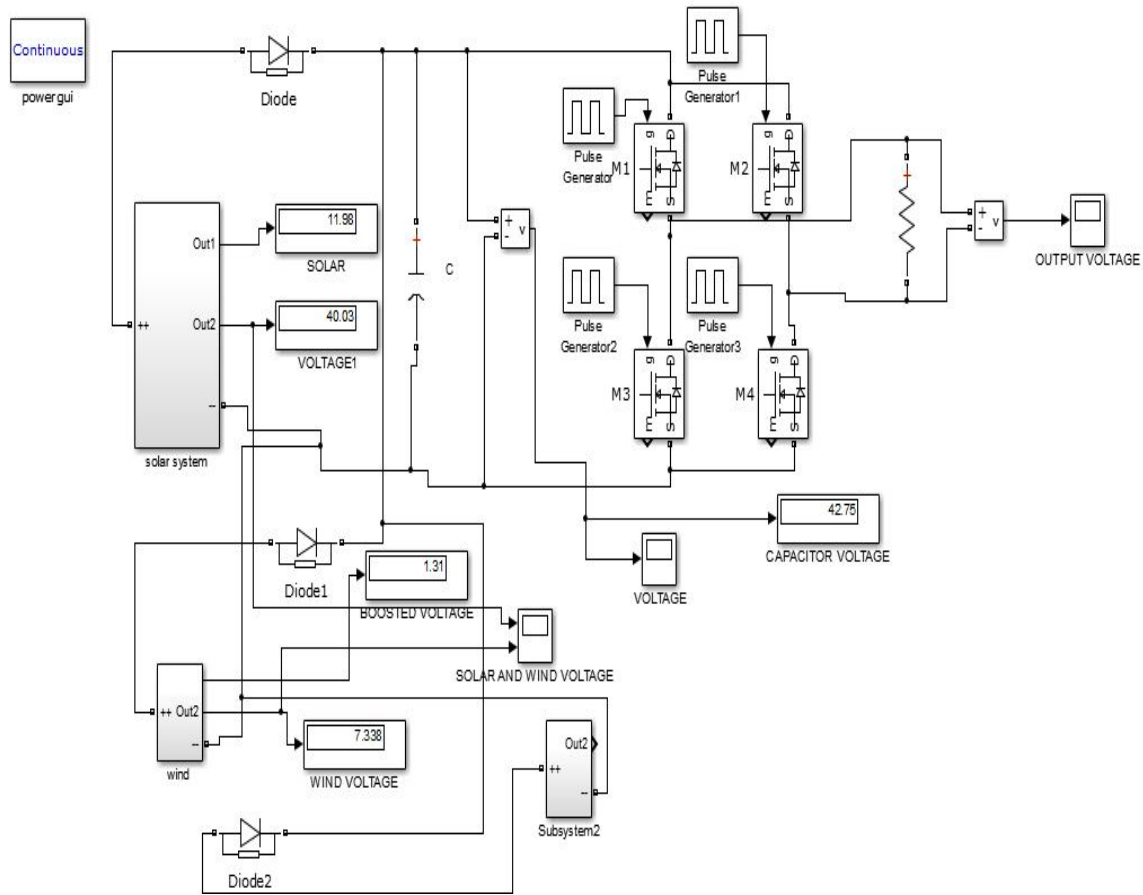 Continuous
powergui
Diode
Pulse
Generator1
Pulse
Generator
g
D
M1
m
S
g
D
M2
m
S
++
Out1
Out2
--
solar system
11.98
SOLAR
40.03
VOLTAGE1
C
+
-
v
+
-
v
OUTPUT VOLTAGE
Pulse
Generator2
Pulse
Generator3
g
D
M3
m
S
g
D
M4
m
S
42.75
CAPACITOR VOLTAGE
VOLTAGE
Diode1
1.31
BOOSTED VOLTAGE
SOLAR AND WIND VOLTAGE
++
Out2
--
wind
7.338
WIND VOLTAGE
Out2
++
--
Subsystem2
Diode2